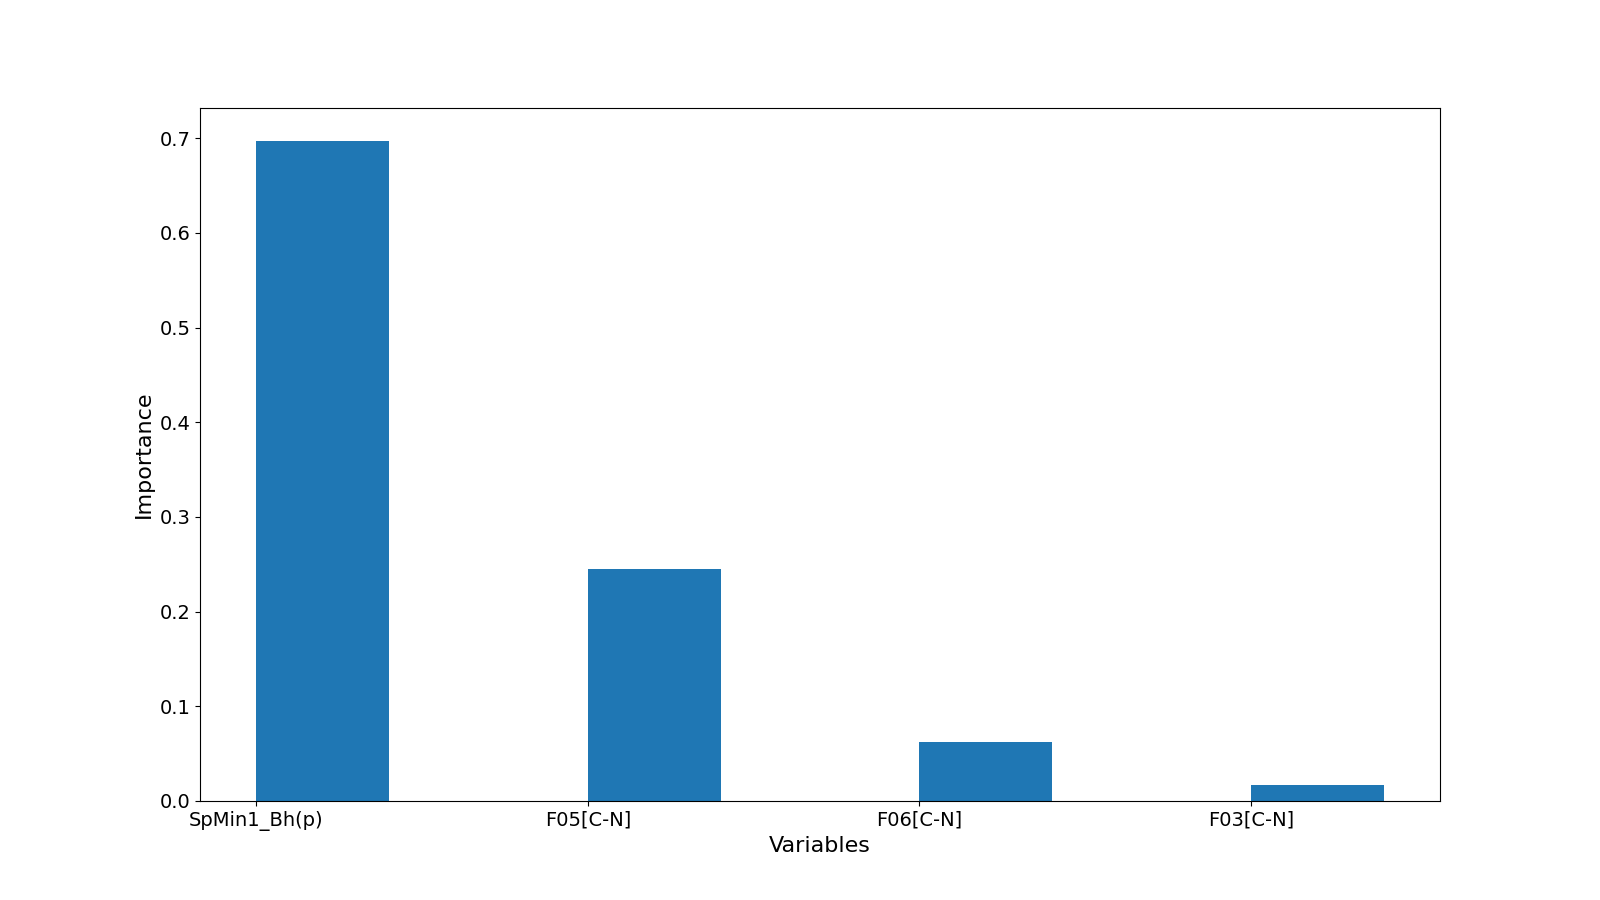 0.7
0.6
0.5
0.4
0.3
0.2
0.1
0.0
Importance
SpMin1_Bh(p)
F05[C-N]
F06[C-N]
F03[C-N]
Variables